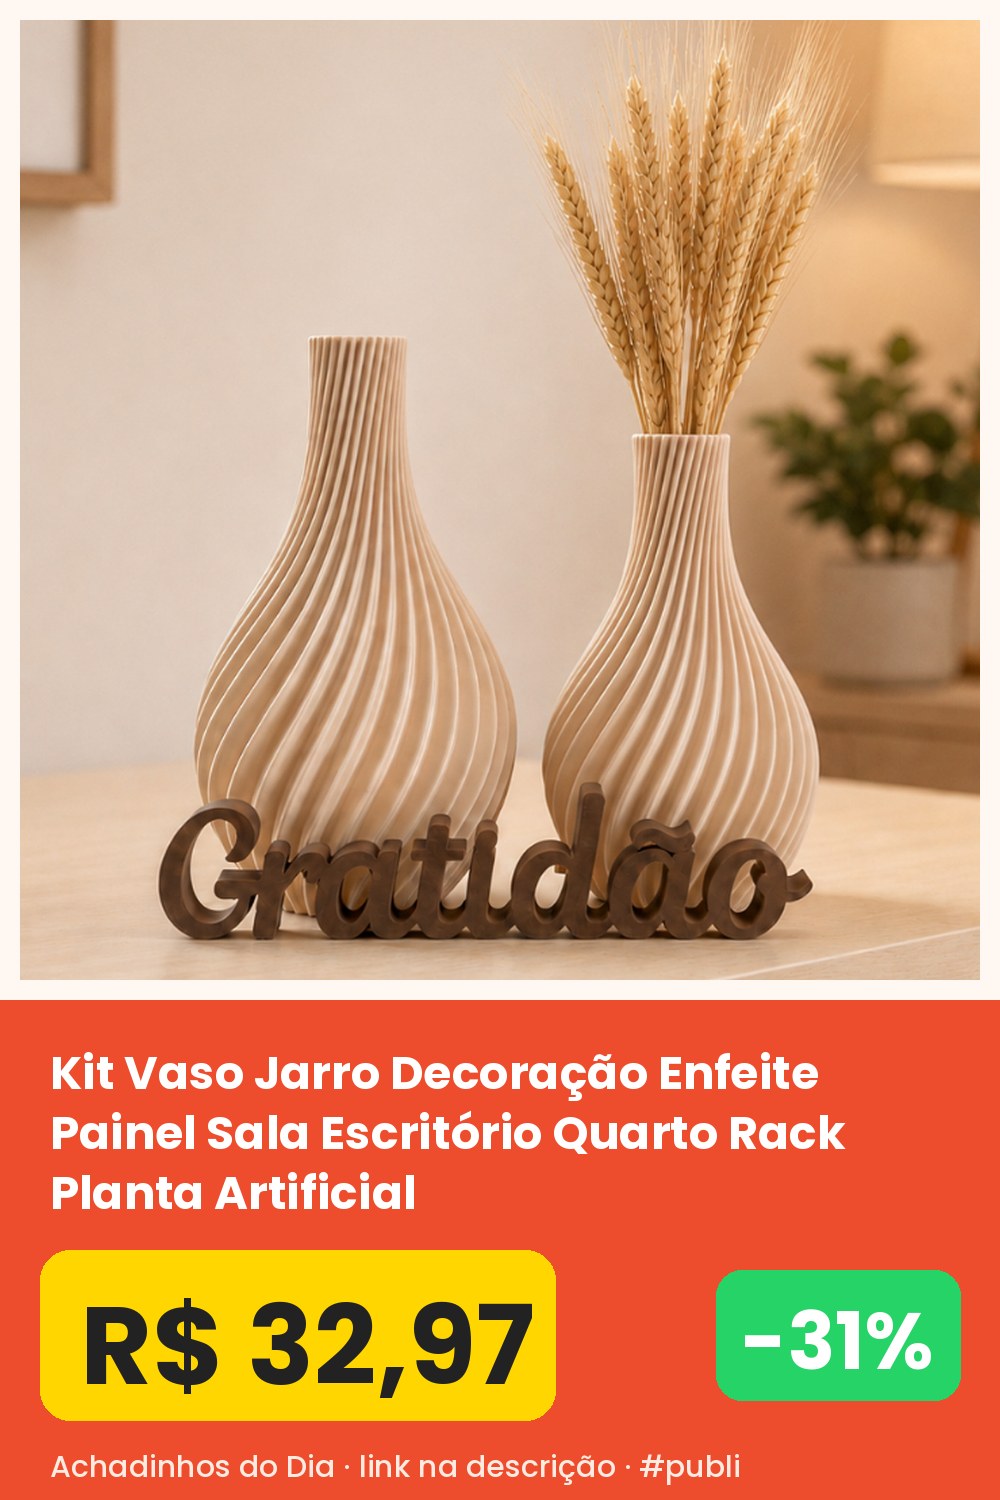 Gratidão
Kit Vaso Jarro Decoração Enfeite
Painel Sala Escritório Quarto Rack
Planta Artificial
R$ 32,97
-31%
Achadinhos do Dia · link na descrição · #publi